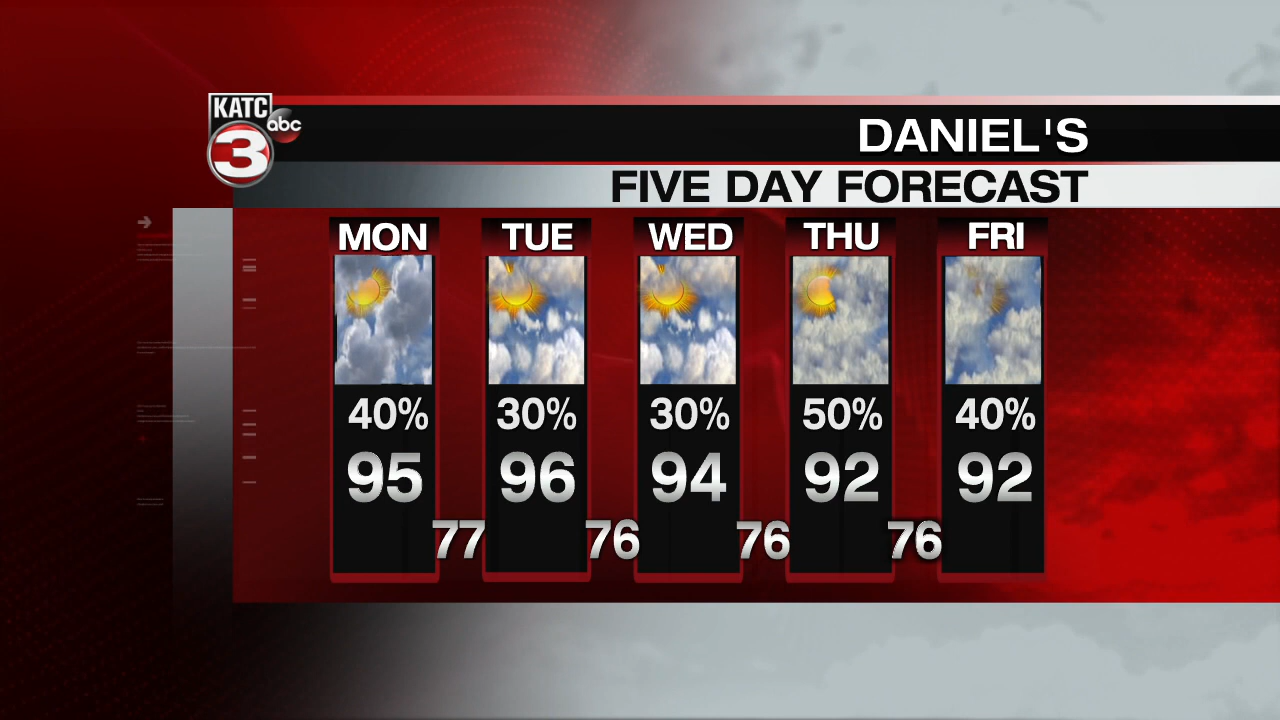 KATC
abc
3
DANIEL'S
FIVE DAY FORECAST
MON TUE WED THU FRI
40% 30% 30% 50% 40%
95 96 94 92 92
77 76 76 76